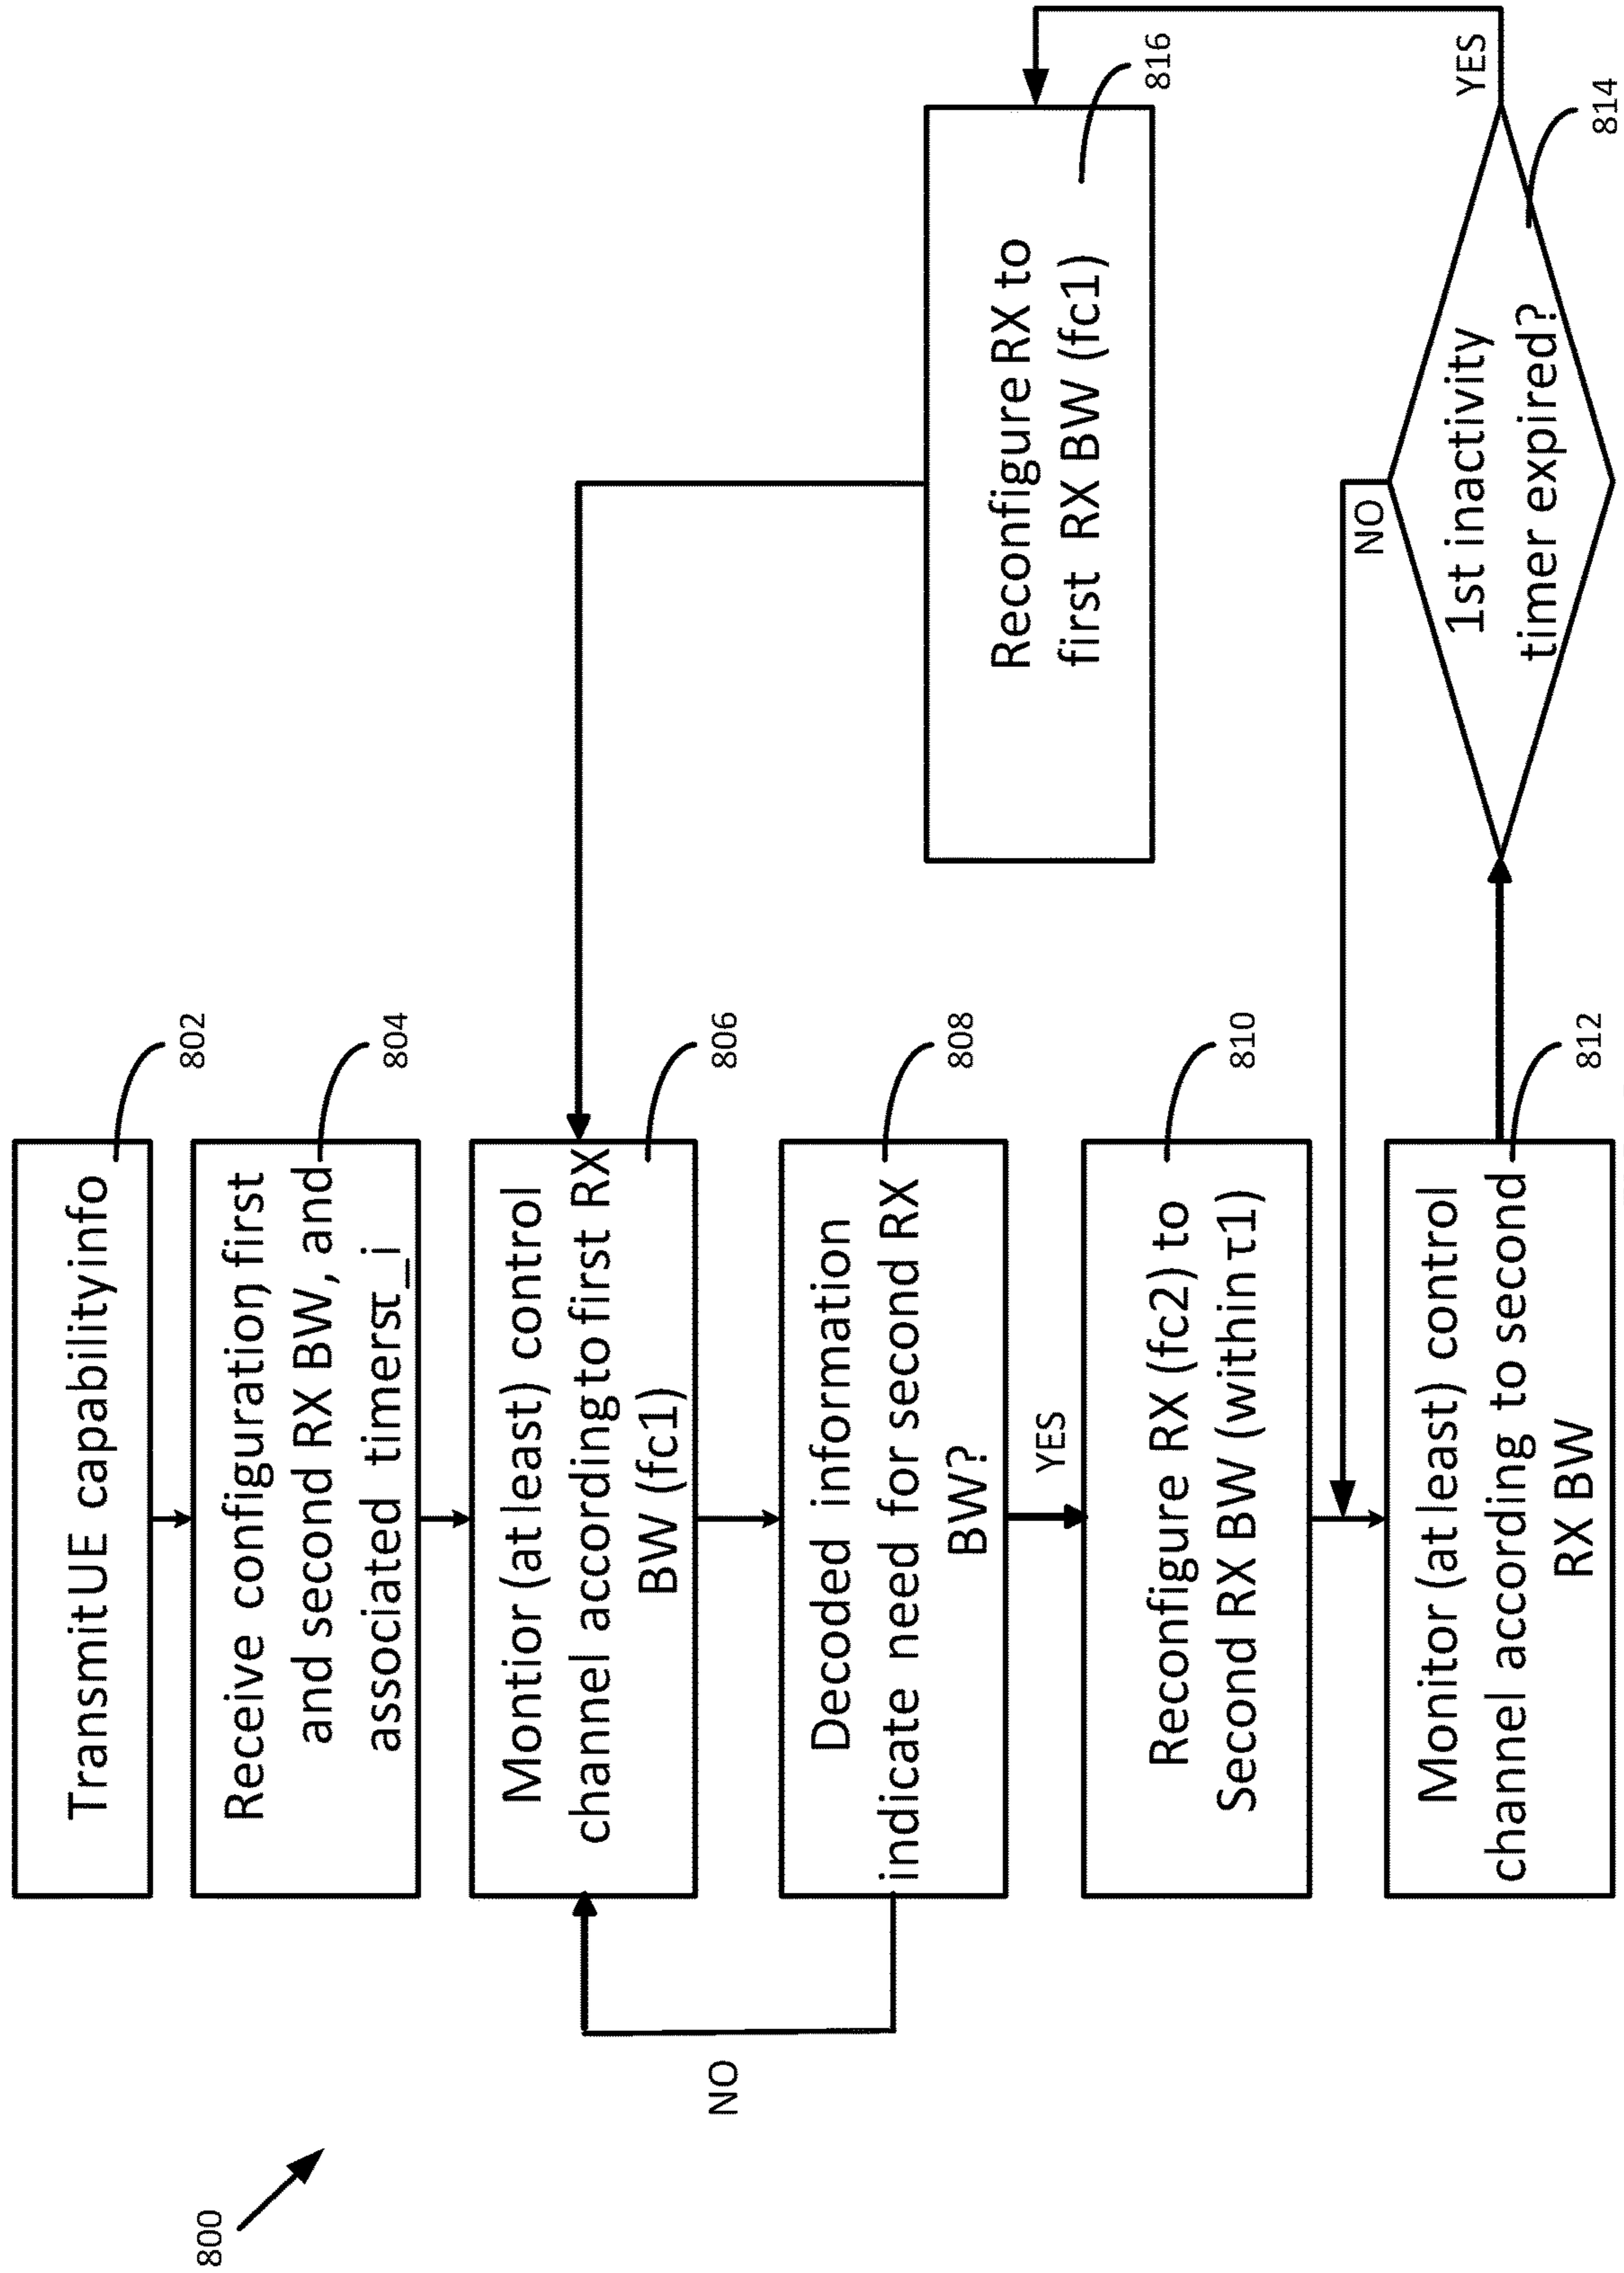 800
Transmit UE capability info
802
Receive configuration, first
and second RX BW, and
associated timersτ_i
804
Montior (at least) control
channel according to first RX
BW (fc1)
806
Decoded information
indicate need for second RX
BW?
808
NO
YES
Reconfigure RX (fc2) to
Second RX BW (within τ1)
810
Monitor (at least) control
channel according to second
RX BW
812
1st inactivity
timer expired?
814
NO
YES
Reconfigure RX to
first RX BW (fc1)
816